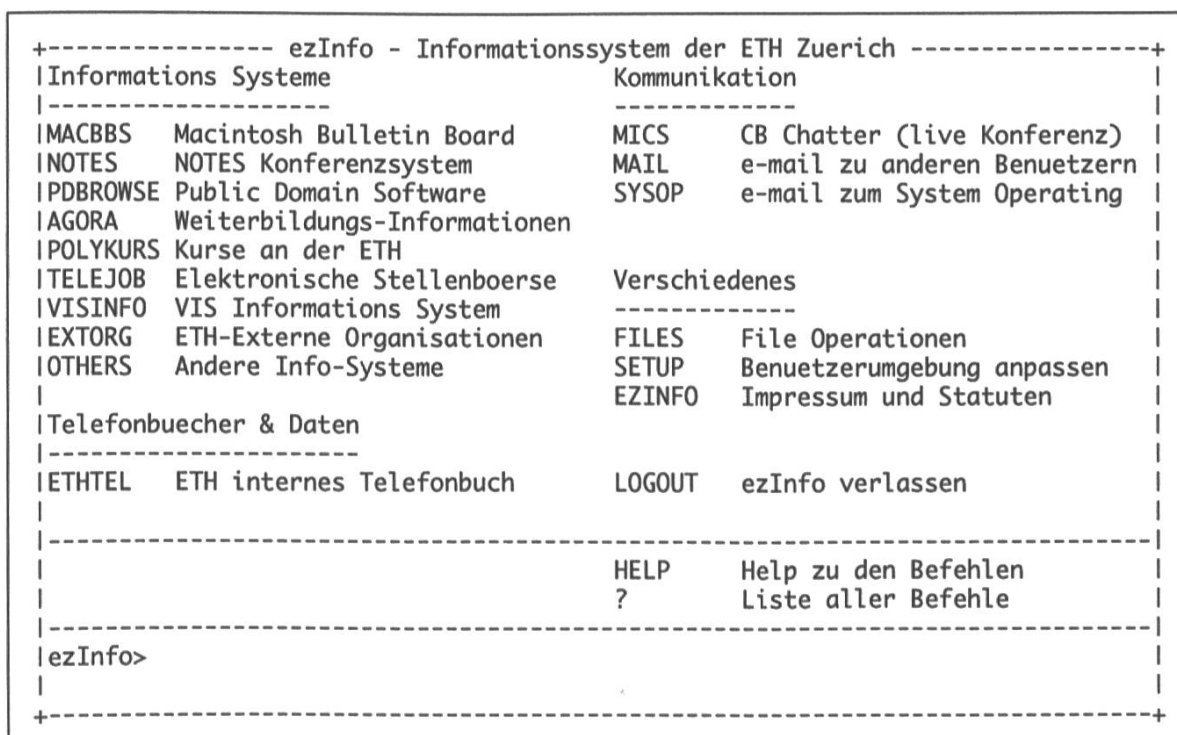 +---------------- ezInfo - Informationssystem der ETH Zuerich -----------------+
|Informations Systeme                    Kommunikation                         |
|--------------------                    -------------                         |
|MACBBS   Macintosh Bulletin Board       MICS     CB Chatter (live Konferenz)  |
|NOTES    NOTES Konferenzsystem          MAIL     e-mail zu anderen Benuetzern |
|PDBROWSE Public Domain Software         SYSOP    e-mail zum System Operating  |
|AGORA    Weiterbildungs-Informationen                                         |
|POLYKURS Kurse an der ETH                                                     |
|TELEJOB  Elektronische Stellenboerse    Verschiedenes                         |
|VISINFO  VIS Informations System        -------------                         |
|EXTORG   ETH-Externe Organisationen     FILES    File Operationen             |
|OTHERS   Andere Info-Systeme            SETUP    Benuetzerumgebung anpassen   |
|                                        EZINFO   Impressum und Statuten       |
|Telefonbuecher & Daten                                                        |
|----------------------                                                        |
|ETHTEL   ETH internes Telefonbuch       LOGOUT   ezInfo verlassen             |
|                                                                              |
|------------------------------------------------------------------------------|
|                                        HELP     Help zu den Befehlen         |
|                                        ?        Liste aller Befehle          |
|------------------------------------------------------------------------------|
|ezInfo>                                                                       |
|                                                                              |
+------------------------------------------------------------------------------+